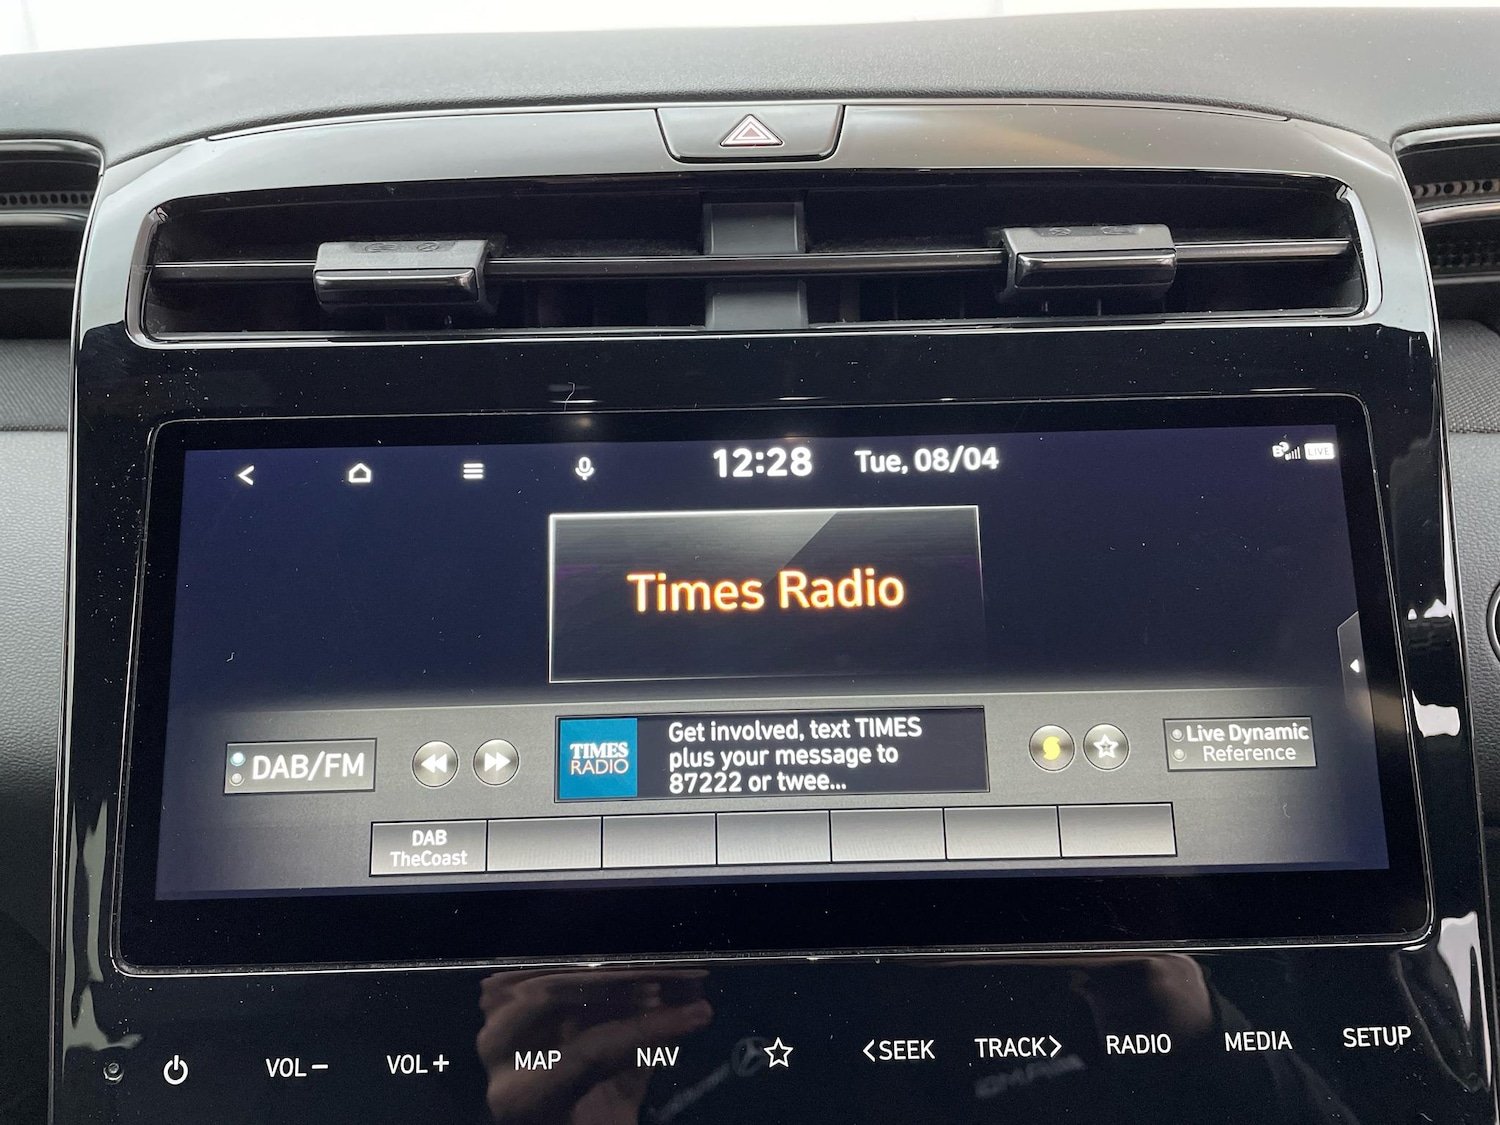 12:28 Tue, 08/04 LIVE
Times Radio
DAB/FM
TIMES
RADIO
Get involved, text TIMES
plus your message to
87222 or twee...
Live Dynamic
Reference
DAB
TheCoast
VOL− VOL+ MAP NAV <SEEK TRACK> RADIO MEDIA SETUP